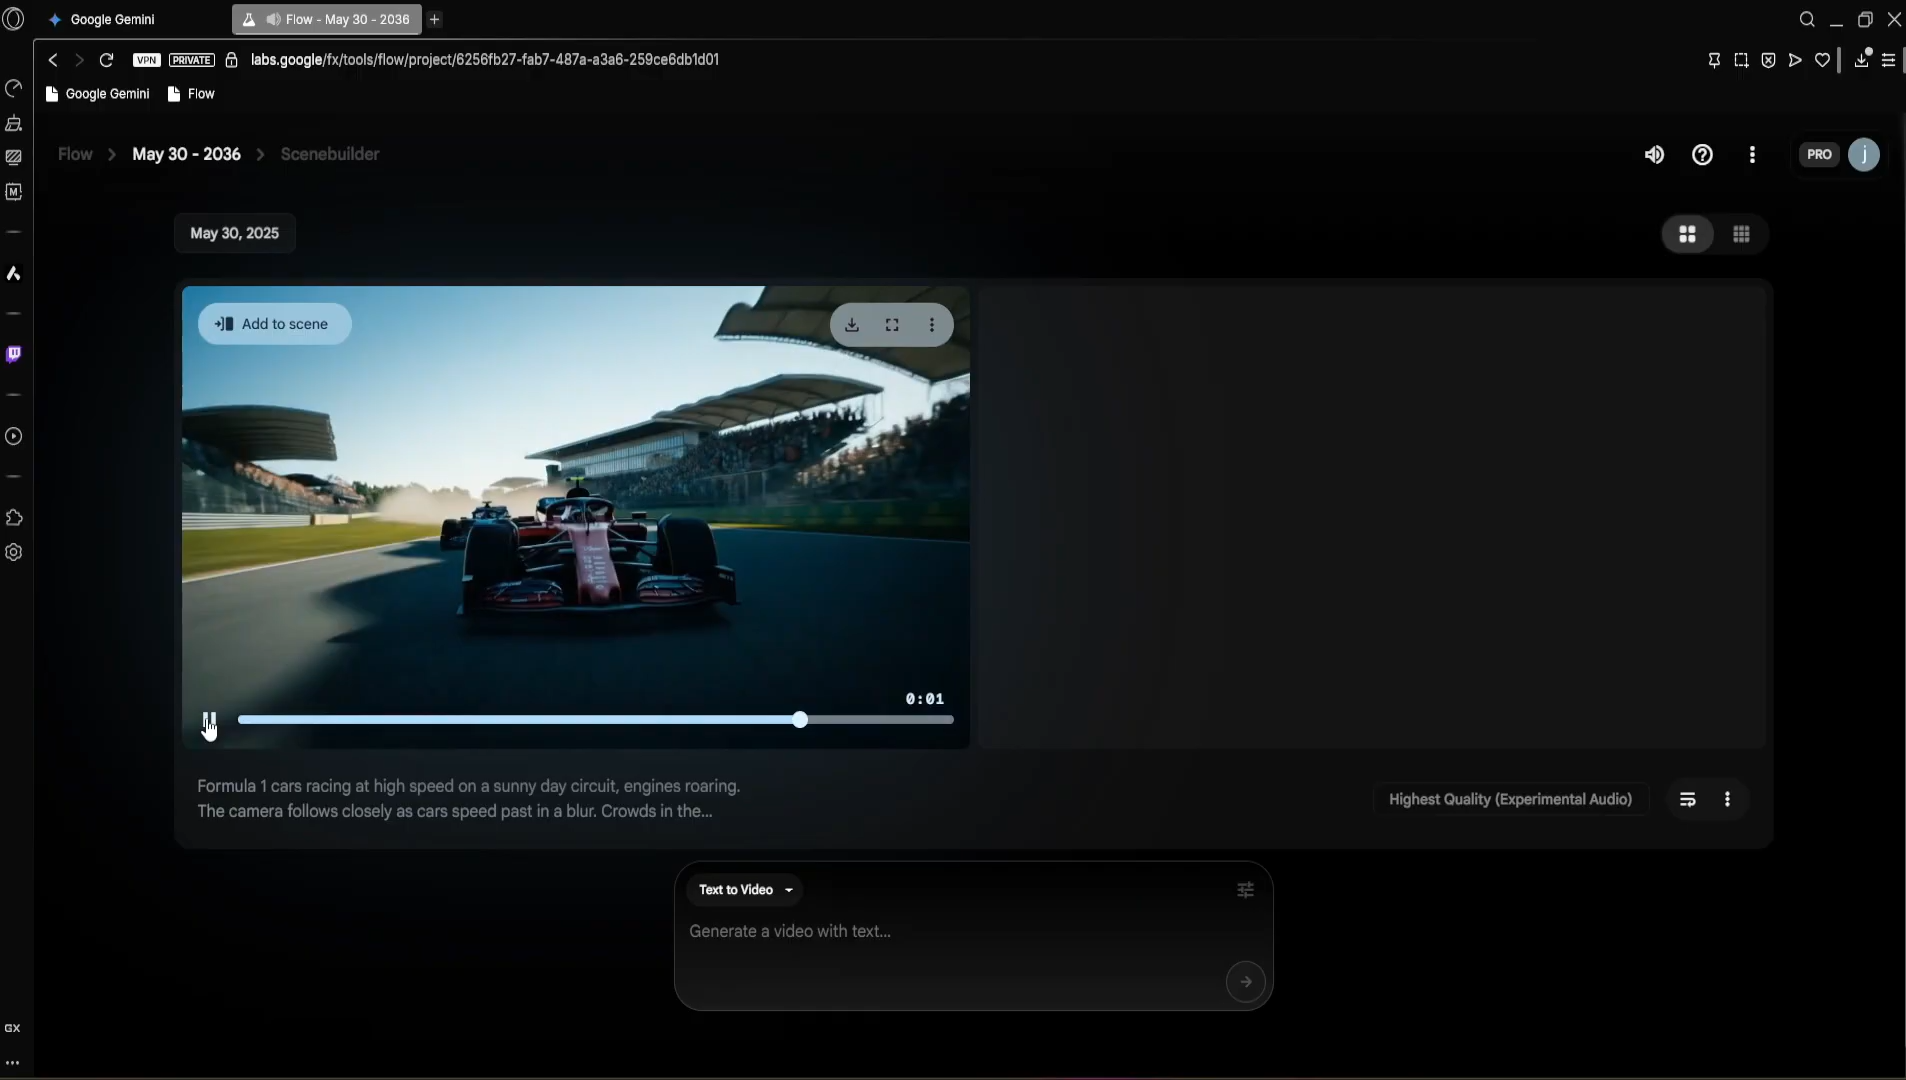 Google Gemini
Flow - May 30 - 2036
VPN PRIVATE labs.google/fx/tools/flow/project/6256fb27-fab7-487a-a3a6-259ce6db1d01
Google Gemini Flow
Flow > May 30 - 2036 > Scenebuilder
PRO j
May 30, 2025
Add to scene
0:01
Formula 1 cars racing at high speed on a sunny day circuit, engines roaring.
The camera follows closely as cars speed past in a blur. Crowds in the...
Highest Quality (Experimental Audio)
Text to Video
Generate a video with text...
GX